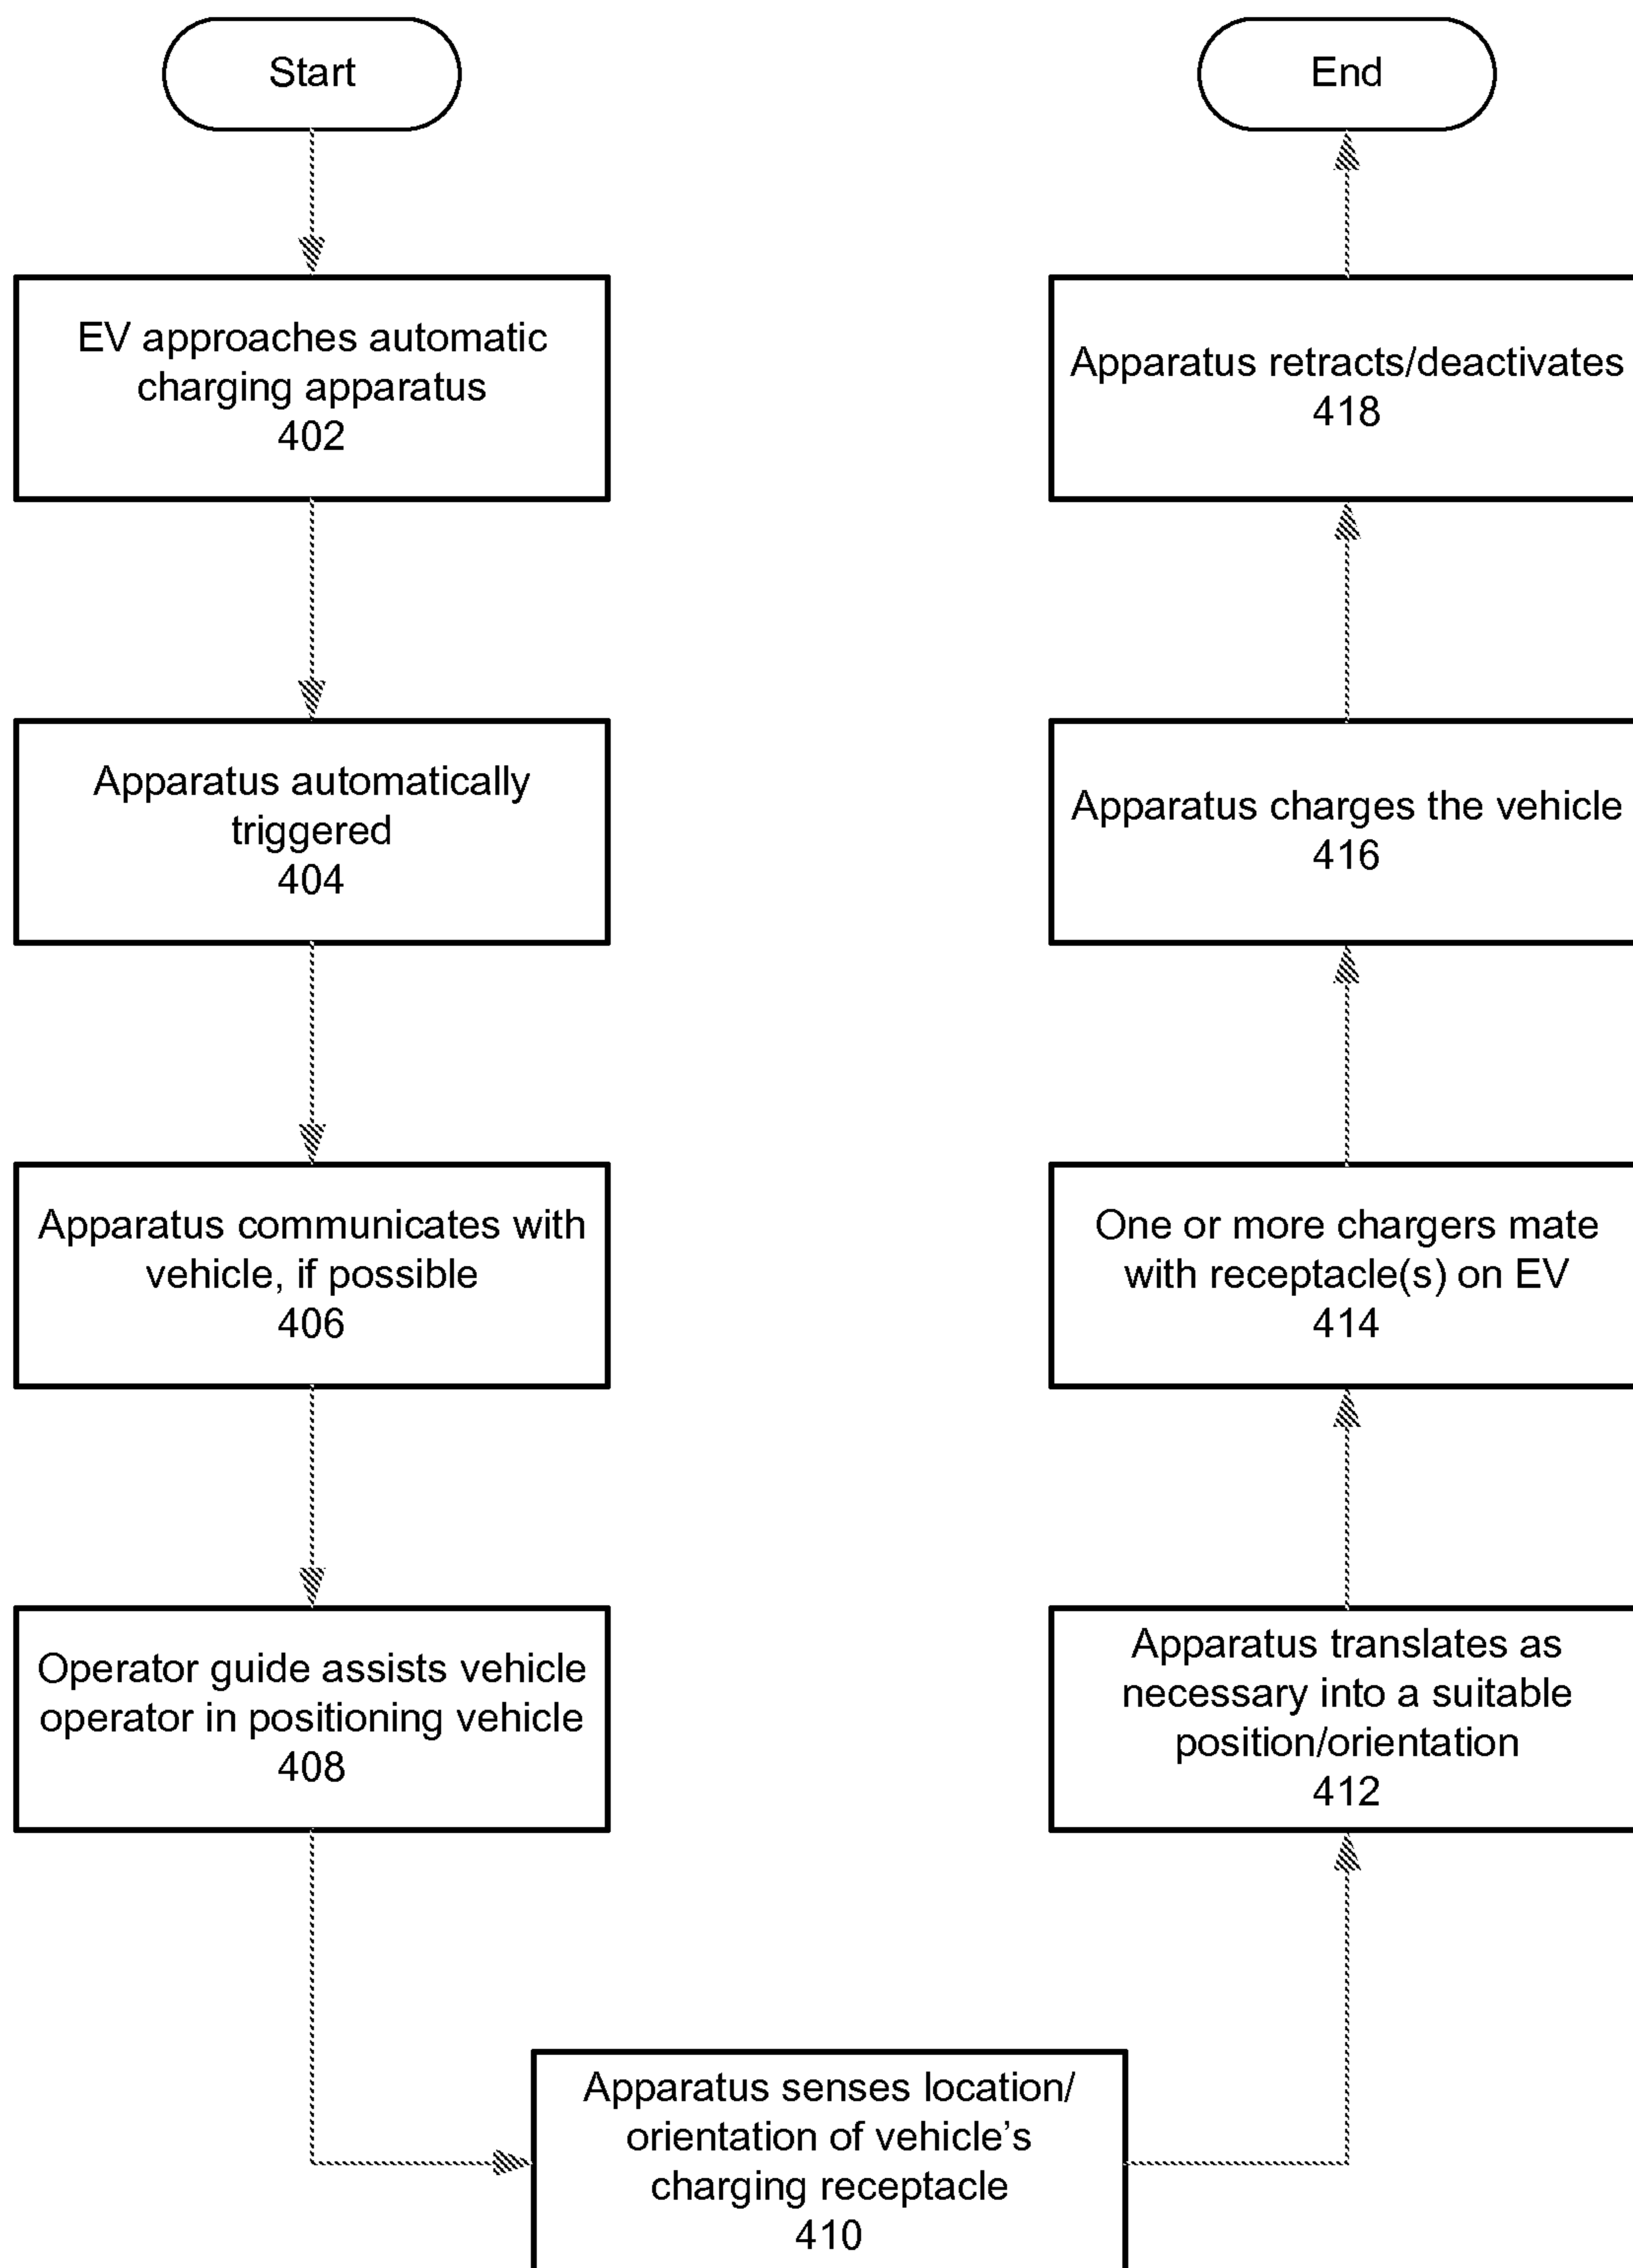 Start
EV approaches automatic
charging apparatus
402
Apparatus automatically
triggered
404
Apparatus communicates with
vehicle, if possible
406
Operator guide assists vehicle
operator in positioning vehicle
408
Apparatus senses location/
orientation of vehicle’s
charging receptacle
410
Apparatus translates as
necessary into a suitable
position/orientation
412
One or more chargers mate
with receptacle(s) on EV
414
Apparatus charges the vehicle
416
Apparatus retracts/deactivates
418
End